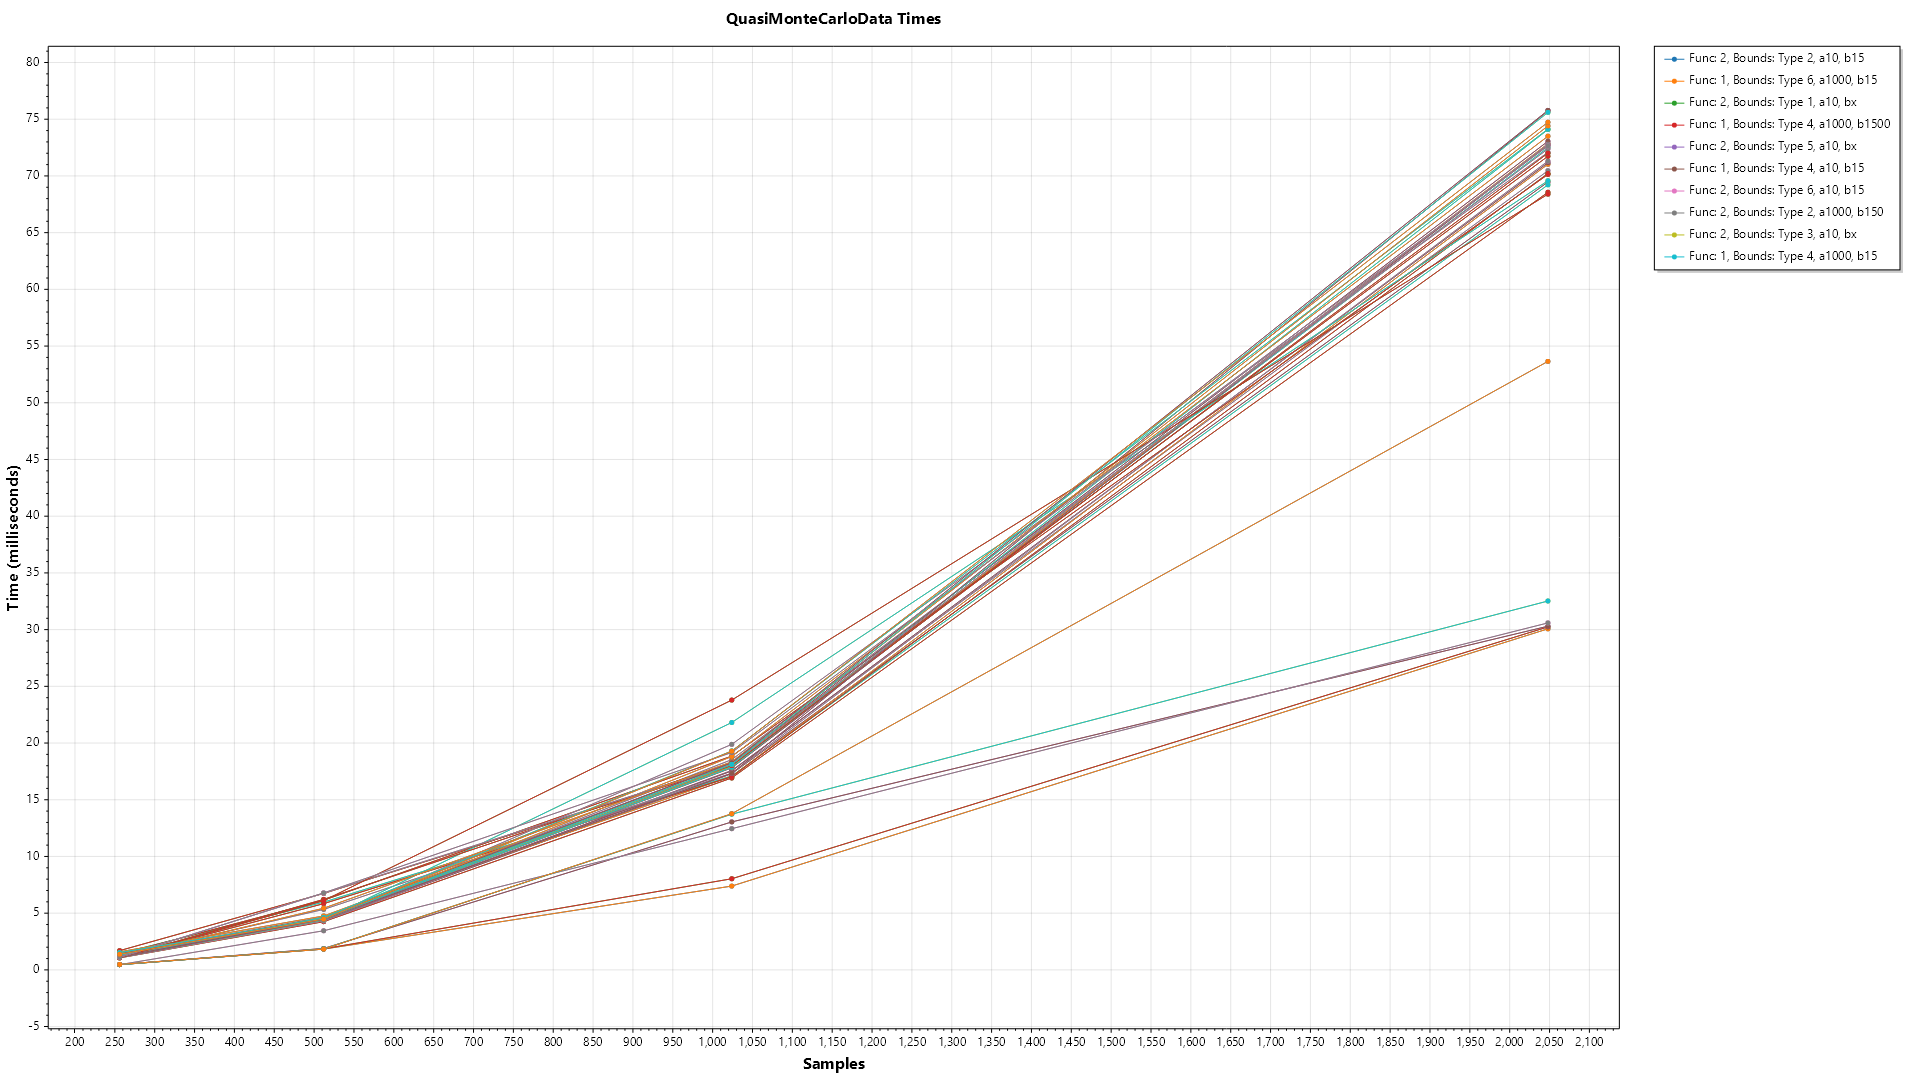 QuasiMonteCarloData Times
80
75
70
65
60
55
50
45
40
35
30
25
20
15
10
5
0
-5
Time (milliseconds)
200 250 300 350 400 450 500 550 600 650 700 750 800 850 900 950 1,000 1,050 1,100 1,150 1,200 1,250 1,300 1,350 1,400 1,450 1,500 1,550 1,600 1,650 1,700 1,750 1,800 1,850 1,900 1,950 2,000 2,050 2,100
Samples
Func: 2, Bounds: Type 2, a10, b15
Func: 1, Bounds: Type 6, a1000, b15
Func: 2, Bounds: Type 1, a10, bx
Func: 1, Bounds: Type 4, a1000, b1500
Func: 2, Bounds: Type 5, a10, bx
Func: 1, Bounds: Type 4, a10, b15
Func: 2, Bounds: Type 6, a10, b15
Func: 2, Bounds: Type 2, a1000, b150
Func: 2, Bounds: Type 3, a10, bx
Func: 1, Bounds: Type 4, a1000, b15